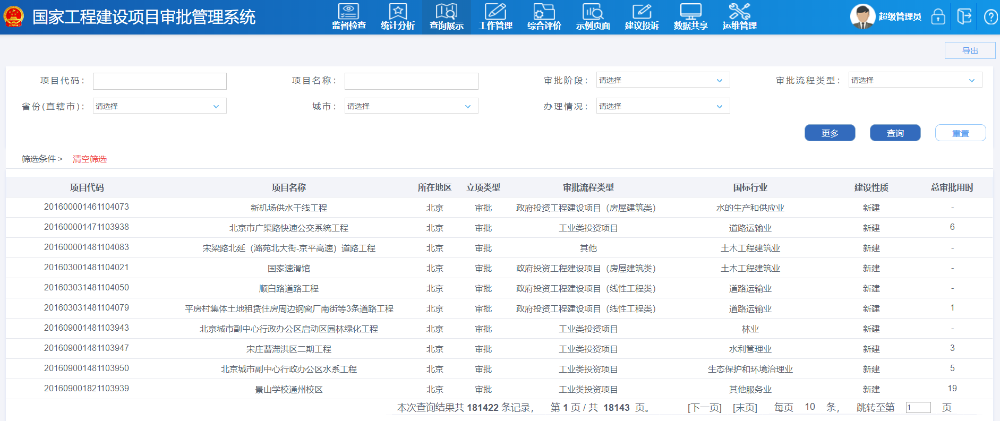 国家工程建设项目审批管理系统
监督检查 统计分析 查询展示 工作管理 综合评价 示例页面 建议投诉 数据共享 运维管理
超级管理员
导出
项目代码： 项目名称： 审批阶段： 请选择 审批流程类型： 请选择
省份(直辖市)： 请选择 城市： 请选择 办理情况： 请选择
更多 查询 重置
筛选条件 > 清空筛选
项目代码 项目名称 所在地区 立项类型 审批流程类型 国标行业 建设性质 总审批用时
201600001461104073 新机场供水干线工程 北京 审批 政府投资工程建设项目（房屋建筑类） 水的生产和供应业 新建 -
201600001471103938 北京市广渠路快速公交系统工程 北京 审批 工业类投资项目 道路运输业 新建 6
201600001481104083 宋梁路北延（潞苑北大街-京平高速）道路工程 北京 审批 其他 土木工程建筑业 新建 -
201603001481104021 国家速滑馆 北京 审批 政府投资工程建设项目（房屋建筑类） 土木工程建筑业 新建 -
201603031481104050 顺白路道路工程 北京 审批 政府投资工程建设项目（线性工程类） 道路运输业 新建 -
201603031481104079 平房村集体土地租赁住房周边钢窗厂南街等3条道路工程 北京 审批 政府投资工程建设项目（线性工程类） 道路运输业 新建 1
201609001481103943 北京城市副中心行政办公区启动区园林绿化工程 北京 审批 工业类投资项目 林业 新建 -
201609001481103947 宋庄蓄滞洪区二期工程 北京 审批 工业类投资项目 水利管理业 新建 3
201609001481103950 北京城市副中心行政办公区水系工程 北京 审批 工业类投资项目 生态保护和环境治理业 新建 5
201609001821103939 景山学校通州校区 北京 审批 工业类投资项目 其他服务业 新建 19
本次查询结果共 181422 条记录， 第 1 页 / 共 18143 页。 [下一页] [末页] 每页 10 条， 跳转至第 1 页